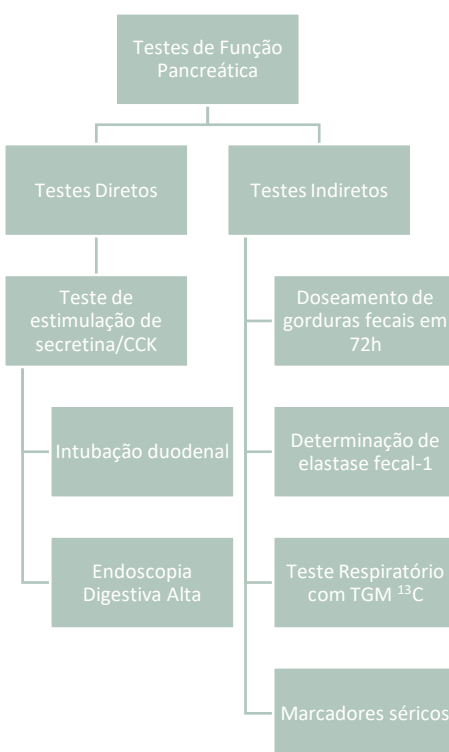 Testes de Função
Pancreática
Testes Diretos
Testes Indiretos
Teste de
estimulação de
secretina/CCK
Doseamento de
gorduras fecais em
72h
Intubação duodenal
Determinação de
elastase fecal-1
Endoscopia
Digestiva Alta
Teste Respiratório
com TGM ¹³C
Marcadores séricos